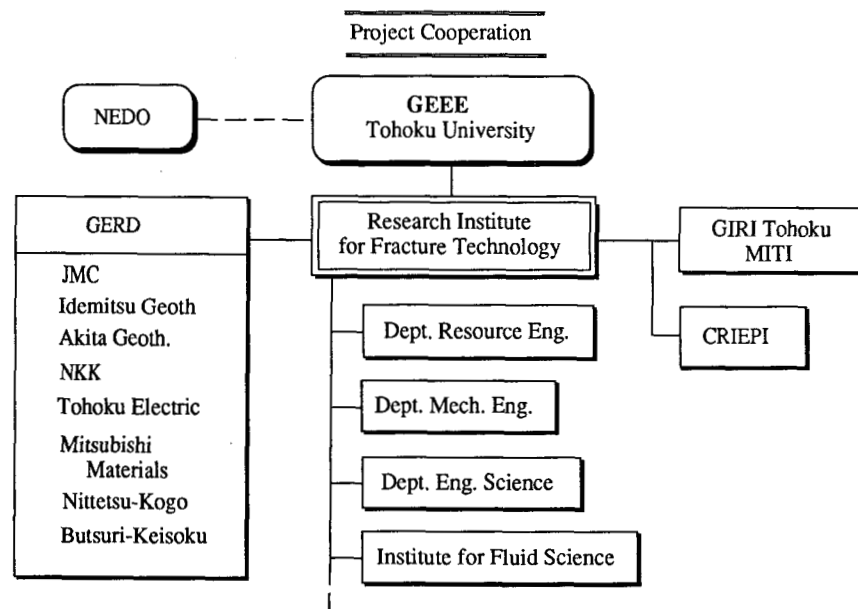 Project Cooperation
NEDO
GEEE
Tohoku University
GERD
JMC
Idemitsu Geoth
Akita Geoth.
NKK
Tohoku Electric
Mitsubishi
Materials
Nittetsu-Kogo
Butsuri-Keisoku
Research Institute
for Fracture Technology
GIRI Tohoku
MITI
CRIEPI
Dept. Resource Eng.
Dept. Mech. Eng.
Dept. Eng. Science
Institute for Fluid Science